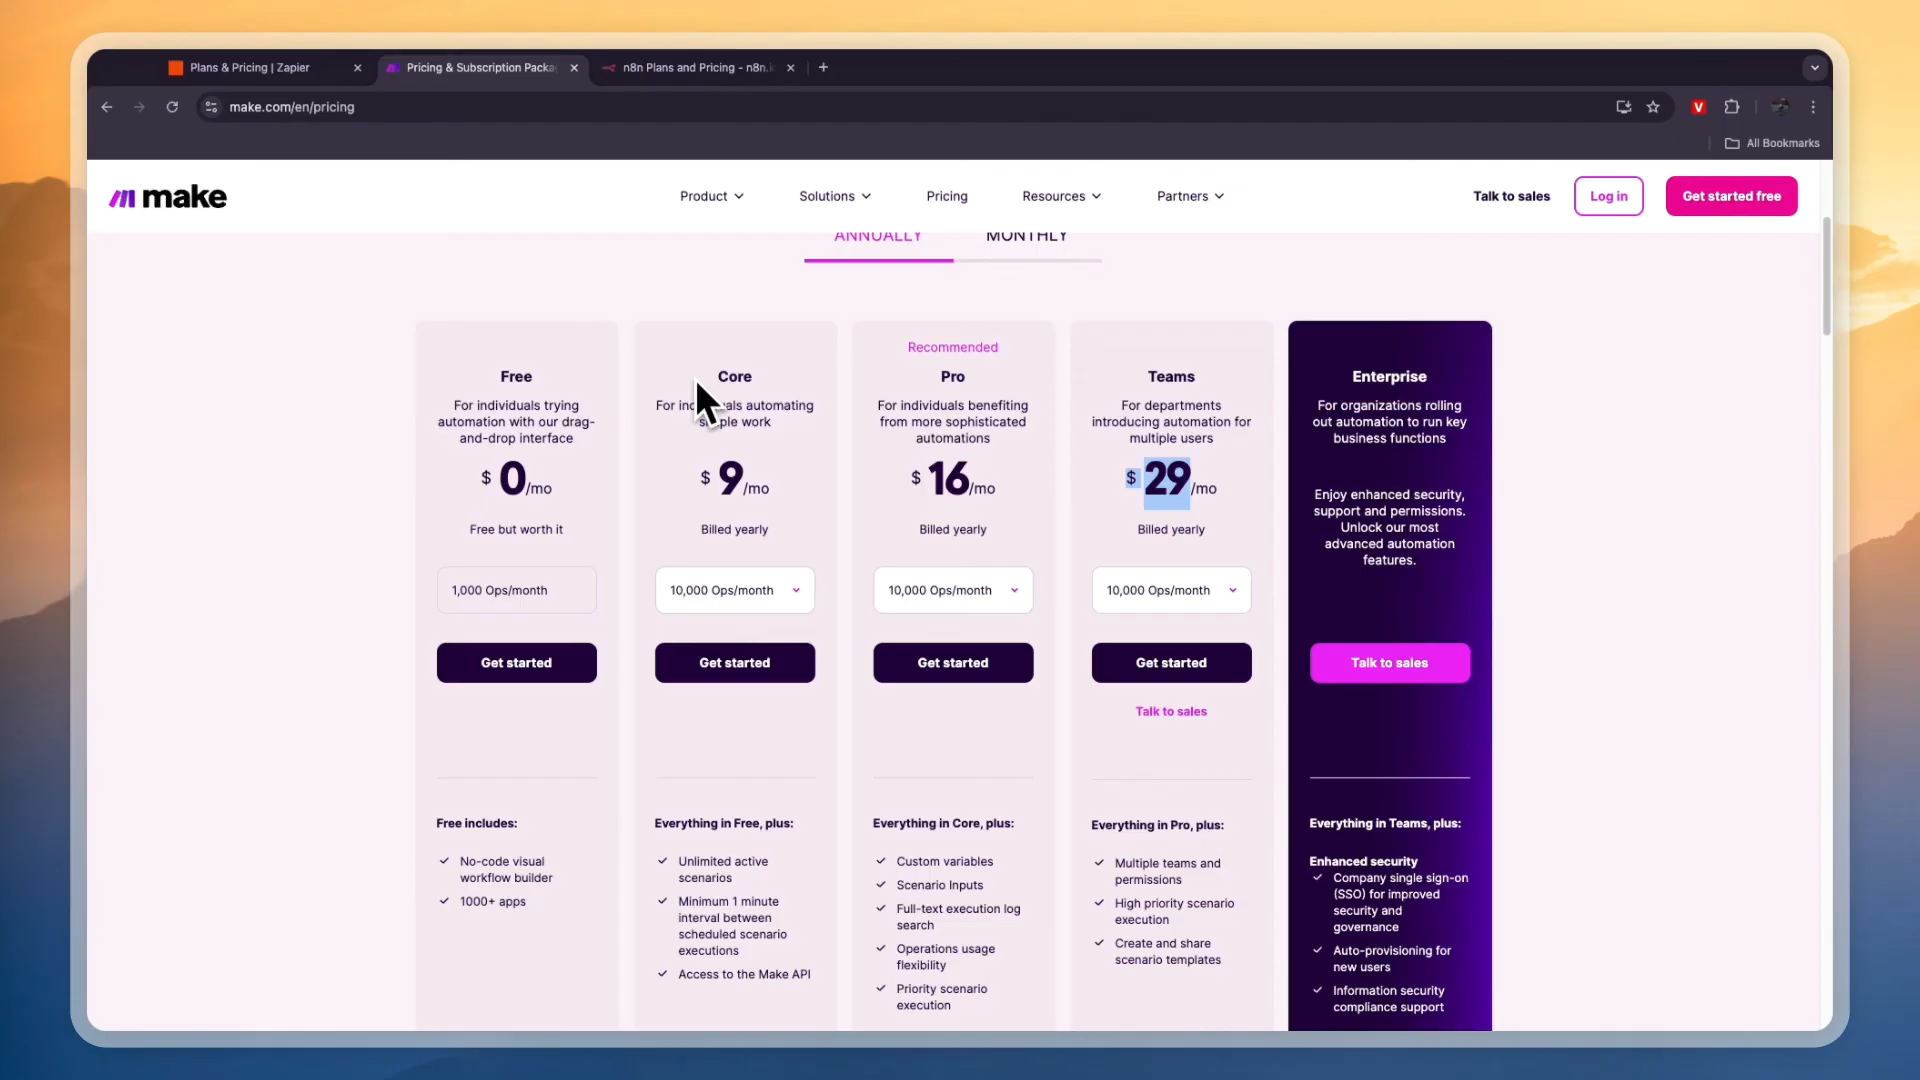 Plans & Pricing | Zapier
Pricing & Subscription Packa
n8n Plans and Pricing - n8n.i
make.com/en/pricing
All Bookmarks
make
Product
Solutions
Pricing
Resources
Partners
Talk to sales
Log in
Get started free
ANNUALLY
MONTHLY
Free
For individuals trying
automation with our drag-
and-drop interface
$ 0/mo
Free but worth it
1,000 Ops/month
Get started
Free includes:
No-code visual
workflow builder
1000+ apps
Core
For ind als automating
ple work
$ 9/mo
Billed yearly
10,000 Ops/month
Get started
Everything in Free, plus:
Unlimited active
scenarios
Minimum 1 minute
interval between
scheduled scenario
executions
Access to the Make API
Recommended
Pro
For individuals benefiting
from more sophisticated
automations
$ 16/mo
Billed yearly
10,000 Ops/month
Get started
Everything in Core, plus:
Custom variables
Scenario Inputs
Full-text execution log
search
Operations usage
flexibility
Priority scenario
execution
Teams
For departments
introducing automation for
multiple users
$ 29/mo
Billed yearly
10,000 Ops/month
Get started
Talk to sales
Everything in Pro, plus:
Multiple teams and
permissions
High priority scenario
execution
Create and share
scenario templates
Enterprise
For organizations rolling
out automation to run key
business functions
Enjoy enhanced security,
support and permissions.
Unlock our most
advanced automation
features.
Talk to sales
Everything in Teams, plus:
Enhanced security
Company single sign-on
(SSO) for improved
security and
governance
Auto-provisioning for
new users
Information security
compliance support